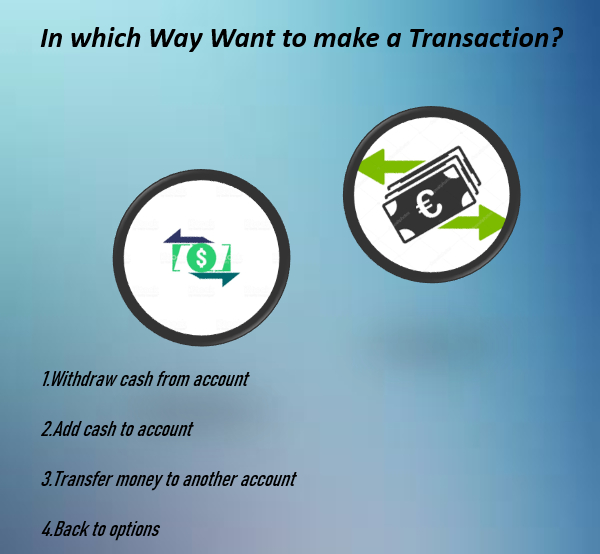 In which Way Want to make a Transaction?
$
€
1.Withdraw cash from account
2.Add cash to account
3.Transfer money to another account
4.Back to options